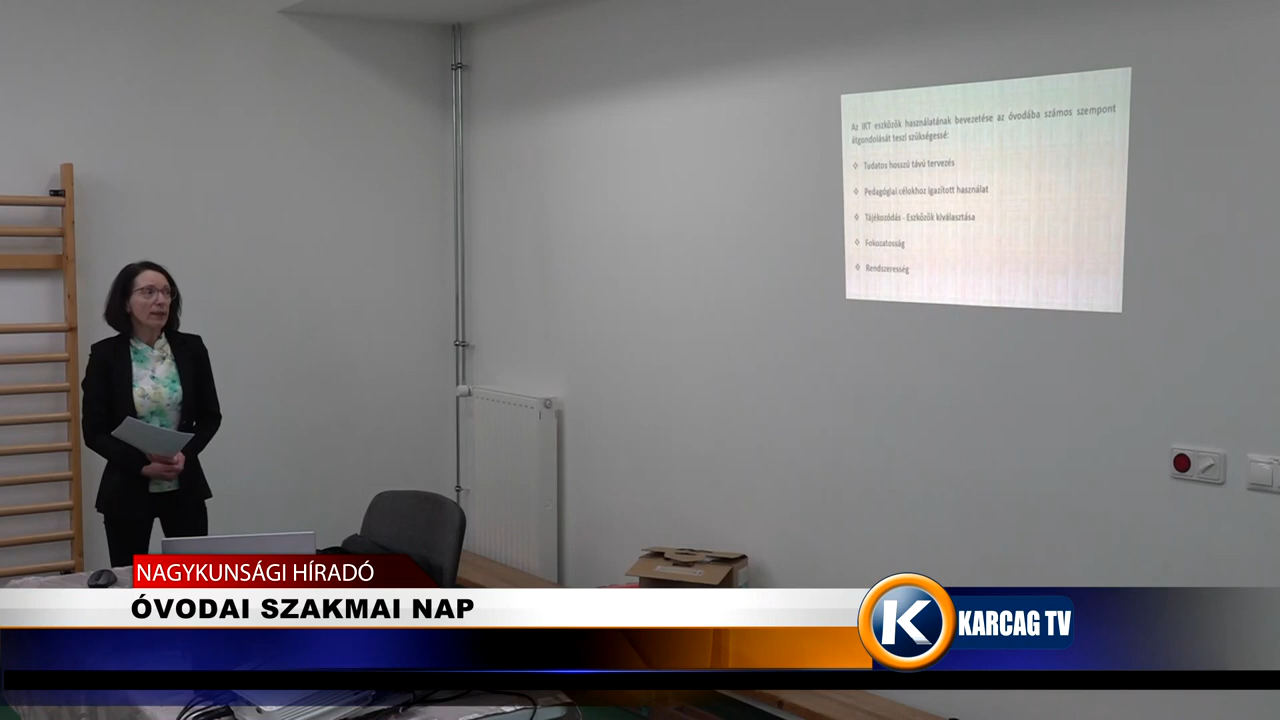 Az IKT eszközök használatának bevezetése az óvodába számos szempont
átgondolását teszi szükségessé:
❖ Tudatos hosszú távú tervezés
❖ Pedagógiai célokhoz igazított használat
❖ Tájékozódás - Eszközök kiválasztása
❖ Fokozatosság
❖ Rendszeresség
NAGYKUNSÁGI HÍRADÓ
ÓVODAI SZAKMAI NAP
K KARCAG TV